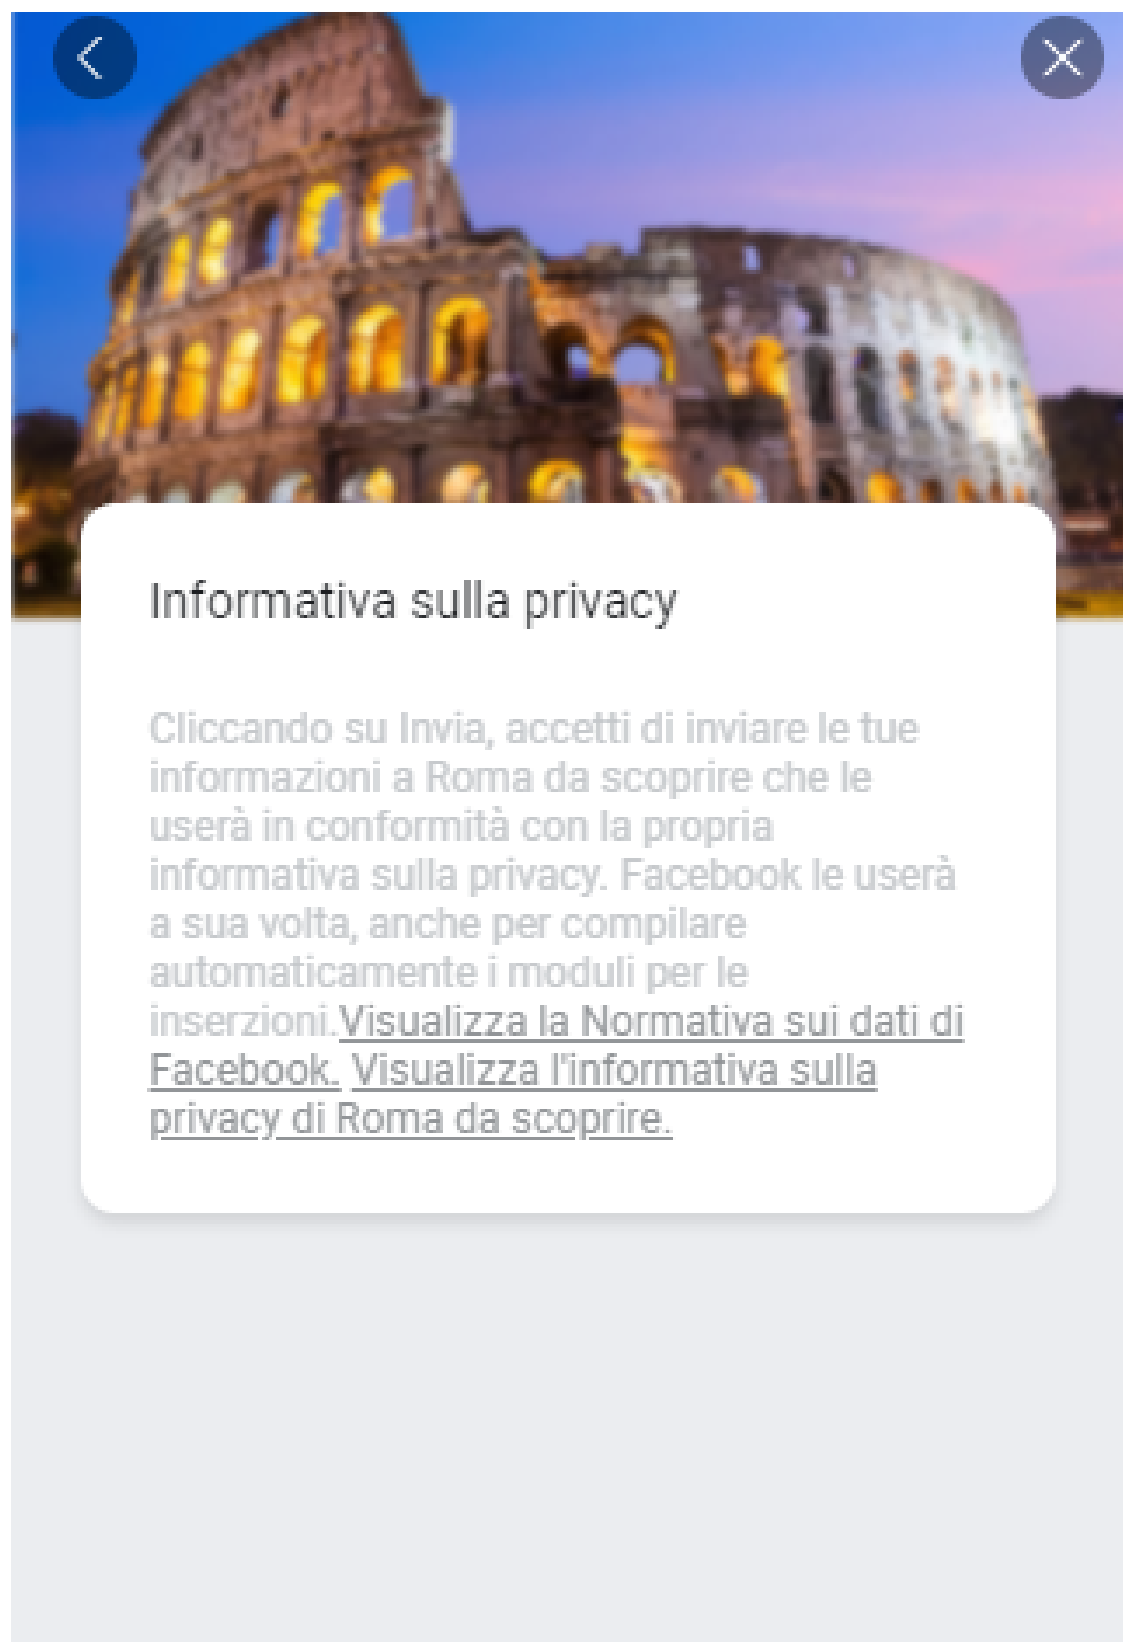 Informativa sulla privacy
Cliccando su Invia, accetti di inviare le tue
informazioni a Roma da scoprire che le
userà in conformità con la propria
informativa sulla privacy. Facebook le userà
a sua volta, anche per compilare
automaticamente i moduli per le
inserzioni.Visualizza la Normativa sui dati di
Facebook. Visualizza l'informativa sulla
privacy di Roma da scoprire.